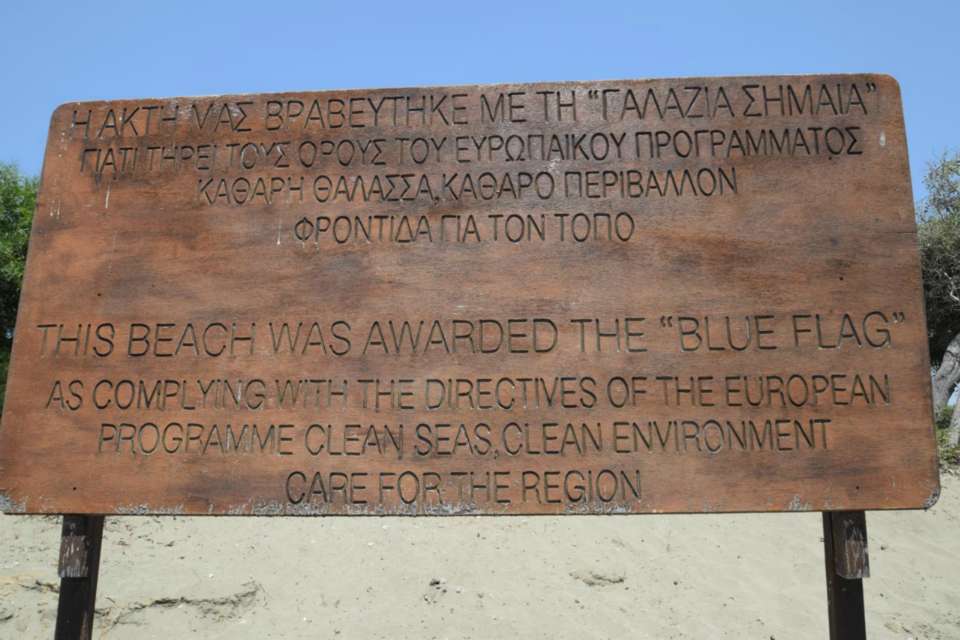 Η ΑΚΤΗ ΜΑΣ ΒΡΑΒΕΥΤΗΚΕ ΜΕ ΤΗ “ΓΑΛΑΖΙΑ ΣΗΜΑΙΑ”
ΓΙΑΤΙ ΤΗΡΕΙ ΤΟΥΣ ΟΡΟΥΣ ΤΟΥ ΕΥΡΩΠΑΙΚΟΥ ΠΡΟΓΡΑΜΜΑΤΟΣ
ΚΑΘΑΡΗ ΘΑΛΑΣΣΑ, ΚΑΘΑΡΟ ΠΕΡΙΒΑΛΛΟΝ
ΦΡΟΝΤΙΔΑ ΓΙΑ ΤΟΝ ΤΟΠΟ
THIS BEACH WAS AWARDED THE “BLUE FLAG”
AS COMPLYING WITH THE DIRECTIVES OF THE EUROPEAN
PROGRAMME CLEAN SEAS, CLEAN ENVIRONMENT
CARE FOR THE REGION